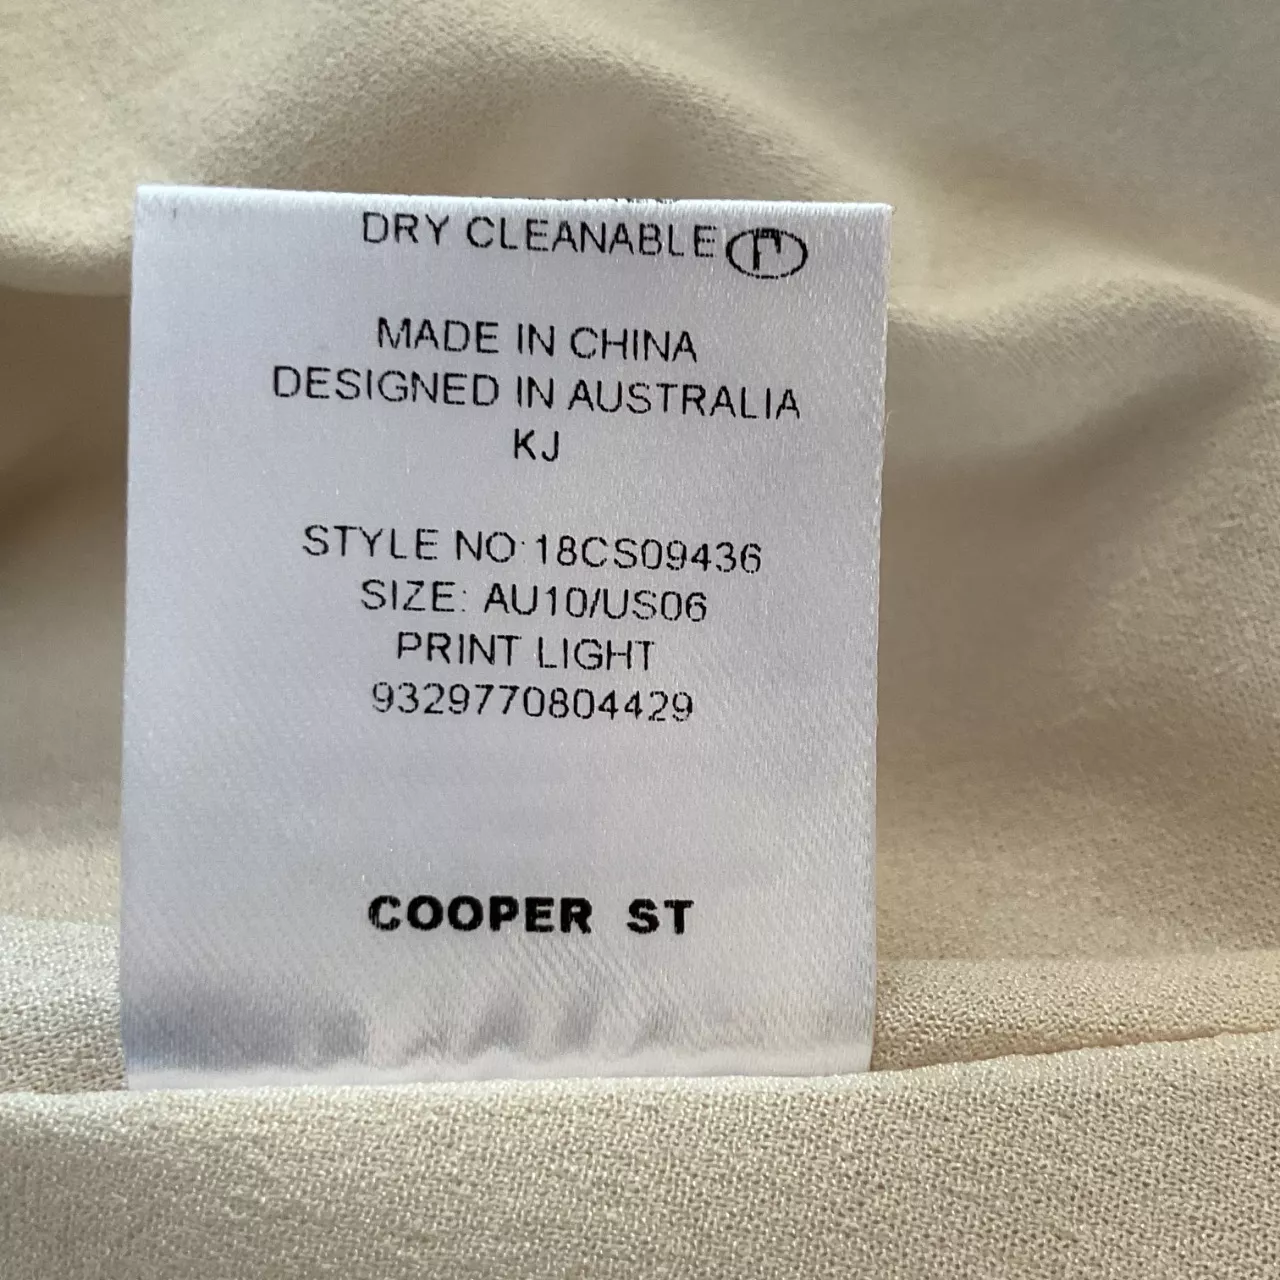 DRY CLEANABLE P
MADE IN CHINA
DESIGNED IN AUSTRALIA
KJ
STYLE NO: 18CS09436
SIZE: AU10/US06
PRINT LIGHT
9329770804429
COOPER ST